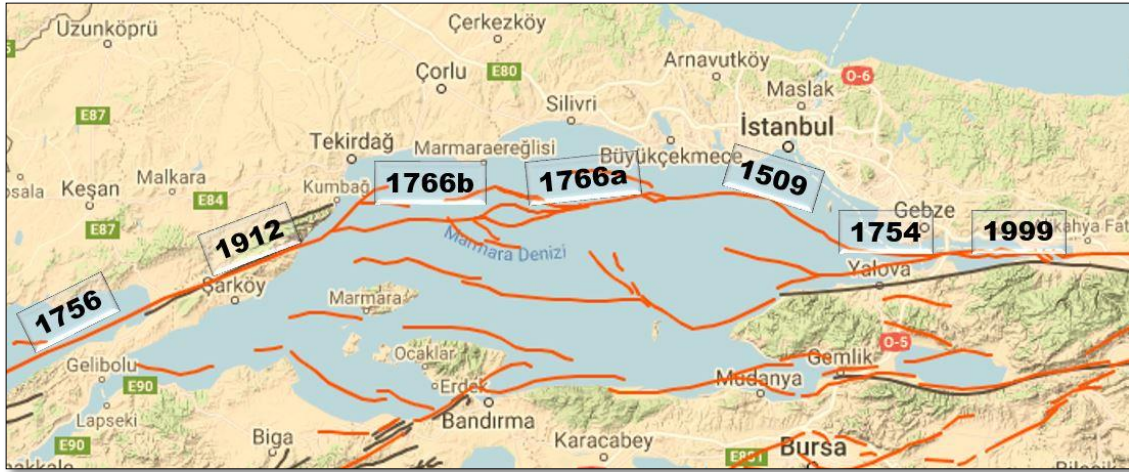 Uzunköprü
Çerkezköy
Çorlu
E80
Arnavutköy
O-6
Maslak
Silivri
E87
İstanbul
Tekirdağ
Marmaraereğlisi
Büyükçekmece
Malkara
Keşan
E84
Kumbağ
1766b
1766a
1509
E87
1912
Gebze
1754
1999
Marmara Denizi
Yalova
1756
Şarköy
Marmara
O-5
Gelibolu
E90
Ocaklar
Gemlik
Erdek
Mudanya
Lapseki
Bandırma
E90
Biga
Karacabey
Bursa